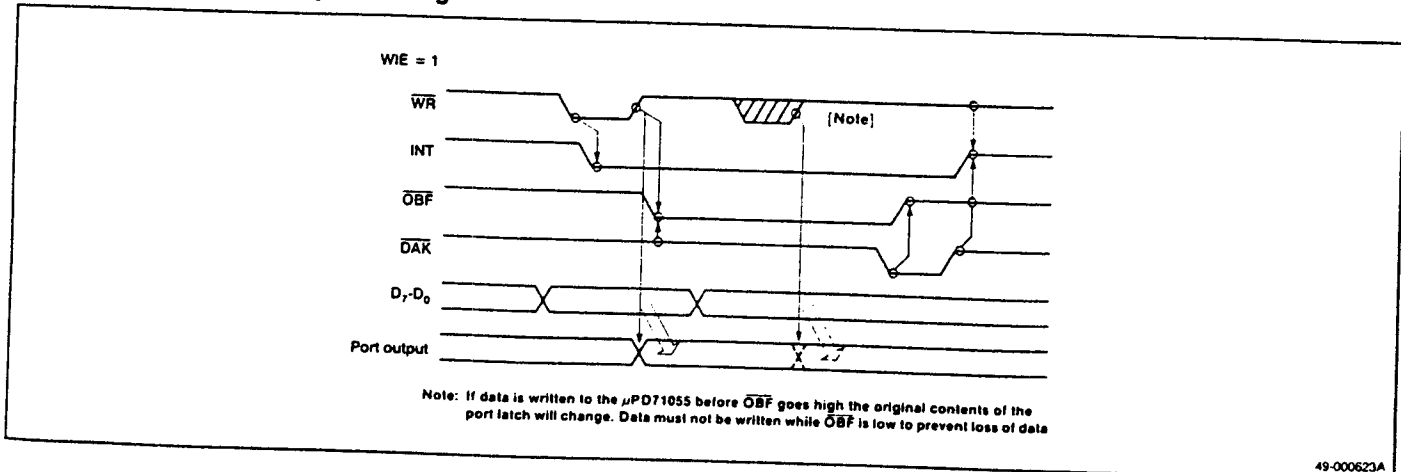 WIE = 1
WR
INT
[Note]
OBF
DAK
D₇-D₀
Port output
Note: If data is written to the μPD71055 before OBF goes high the original contents of the
port latch will change. Data must not be written while OBF is low to prevent loss of data
49-000623A